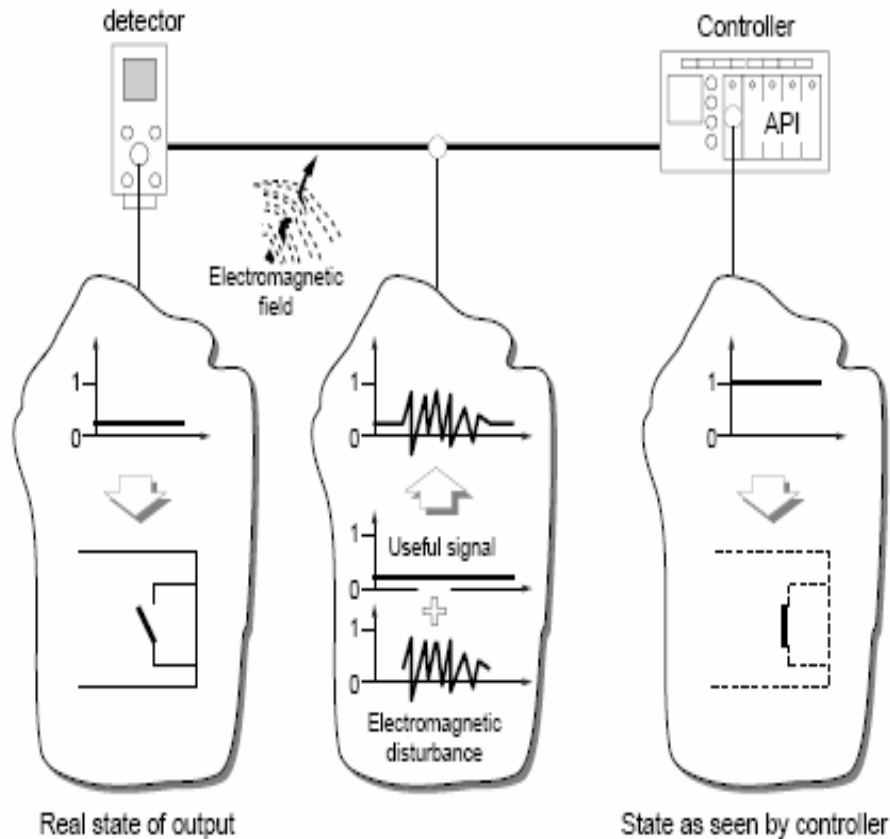 detector
Controller
API
Electromagnetic
field
1
0
1
0
1
0
1
Useful signal
0
1
0
Electromagnetic
disturbance
Real state of output
State as seen by controller